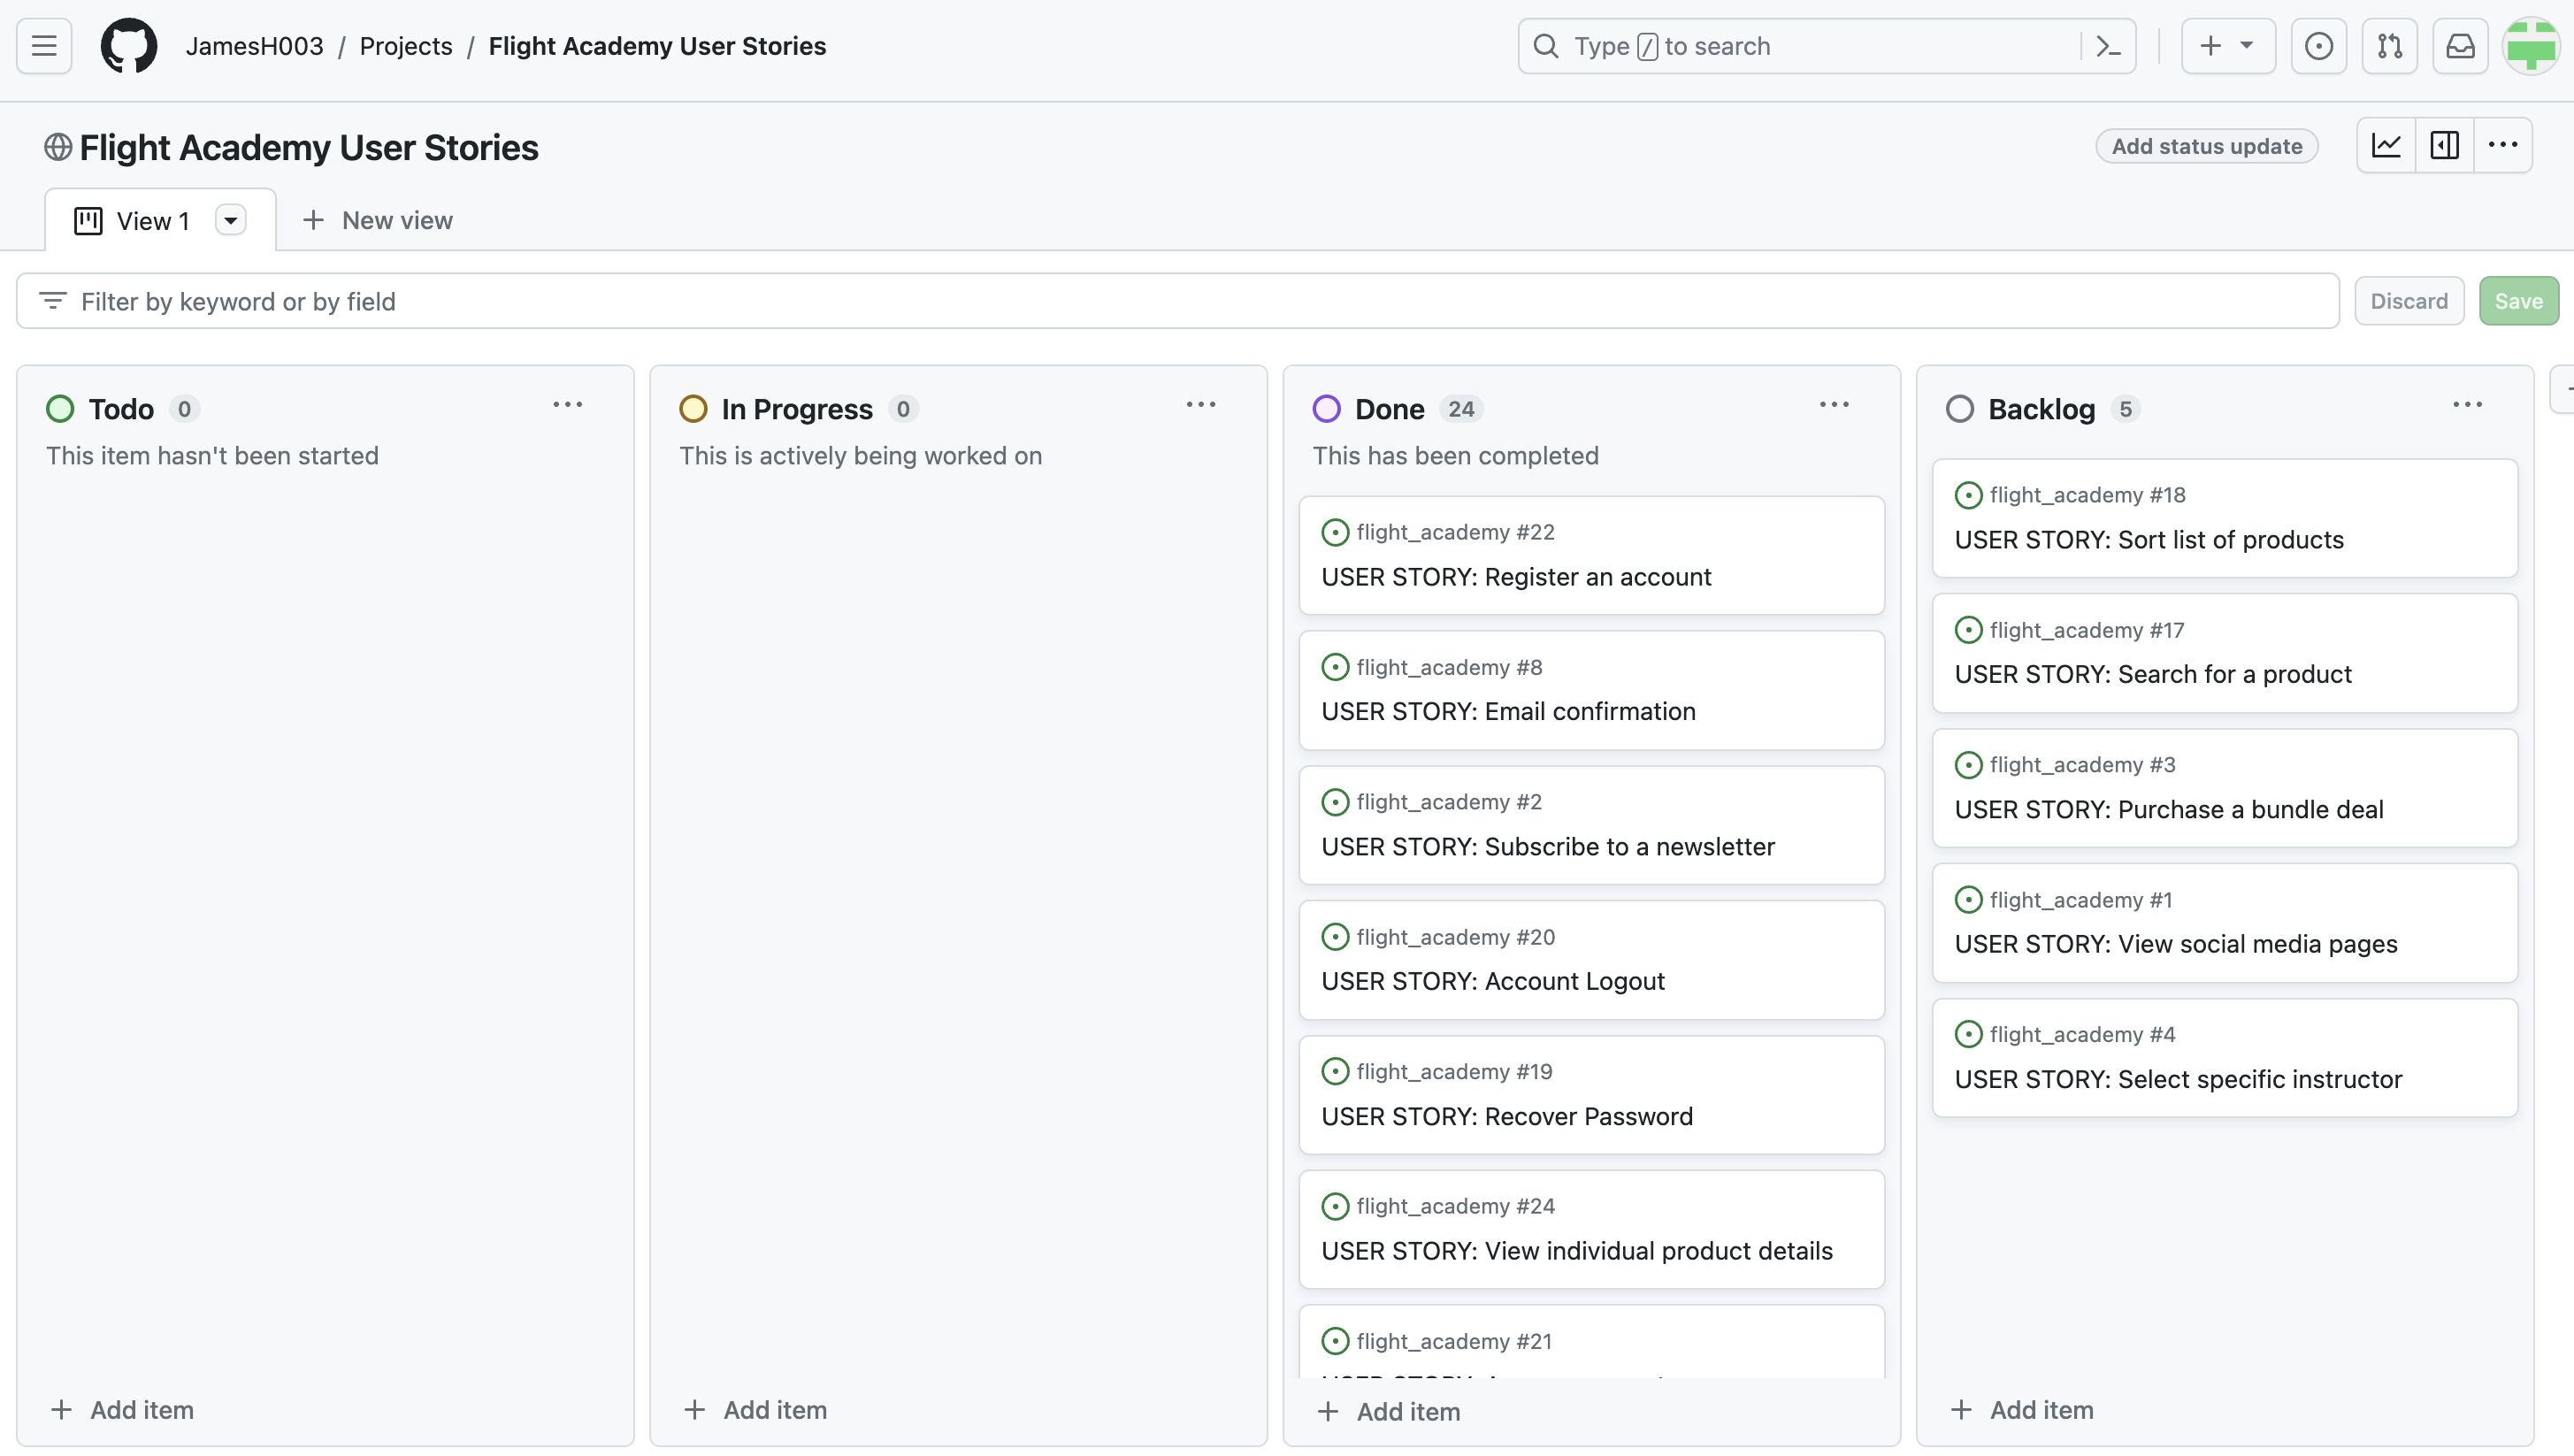 JamesH003 / Projects / Flight Academy User Stories
Type / to search
Flight Academy User Stories
Add status update
View 1
New view
Filter by keyword or by field
Discard
Save
Todo 0
This item hasn't been started
Add item
In Progress 0
This is actively being worked on
Add item
Done 24
This has been completed
flight_academy #22
USER STORY: Register an account
flight_academy #8
USER STORY: Email confirmation
flight_academy #2
USER STORY: Subscribe to a newsletter
flight_academy #20
USER STORY: Account Logout
flight_academy #19
USER STORY: Recover Password
flight_academy #24
USER STORY: View individual product details
flight_academy #21
Add item
Backlog 5
flight_academy #18
USER STORY: Sort list of products
flight_academy #17
USER STORY: Search for a product
flight_academy #3
USER STORY: Purchase a bundle deal
flight_academy #1
USER STORY: View social media pages
flight_academy #4
USER STORY: Select specific instructor
Add item